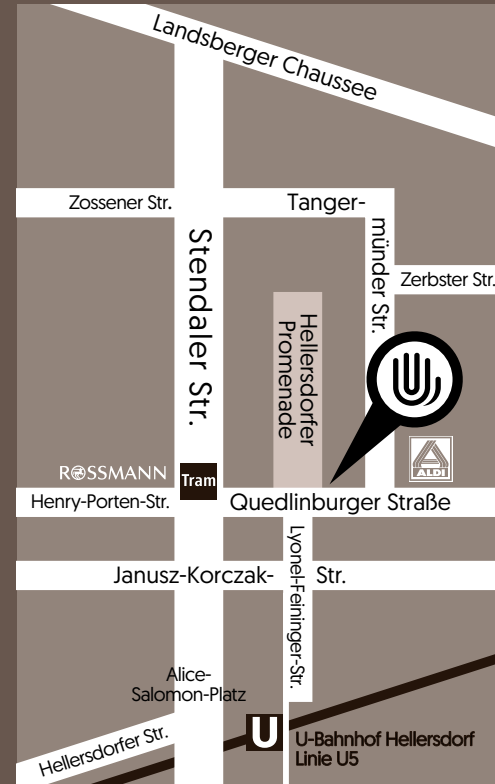 Landsberger Chaussee
Zossener Str.
Tanger-
münder Str.
Zerbster Str.
Stendaler Str.
Hellersdorfer
Promenade
ROSSMANN
Tram
ALDI
Henry-Porten-Str.
Quedlinburger Straße
Janusz-Korczak- Str.
Lyonel-Feininger-Str.
Alice-
Salomon-Platz
Hellersdorfer Str.
U
U-Bahnhof Hellersdorf
Linie U5